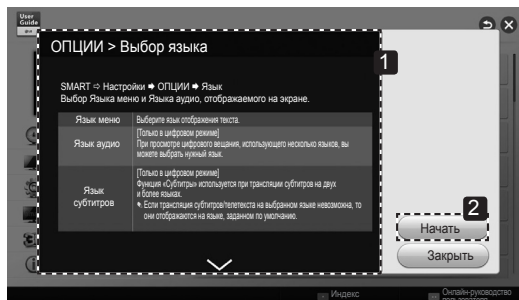 User
Guide
ОПЦИИ > Выбор языка
1
SMART ⇨ Настройки ➡ ОПЦИИ ➡ Язык
Выбор Языка меню и Языка аудио, отображаемого на экране.
Язык меню Выберите язык отображения текста.
Язык аудио
[Только в цифровом режиме]
При просмотре цифрового вещания, использующего несколько языков, вы
можете выбрать нужный язык.
Язык
субтитров
[Только в цифровом режиме]
Функция «Субтитры» используется при трансляции субтитров на двух
и более языках.
Если трансляция субтитров/телетекста на выбранном языке невозможна, то
они отображаются на языке, заданном по умолчанию.
2
Начать
Закрыть
Индекс
Онлайн-руководство
пользователя